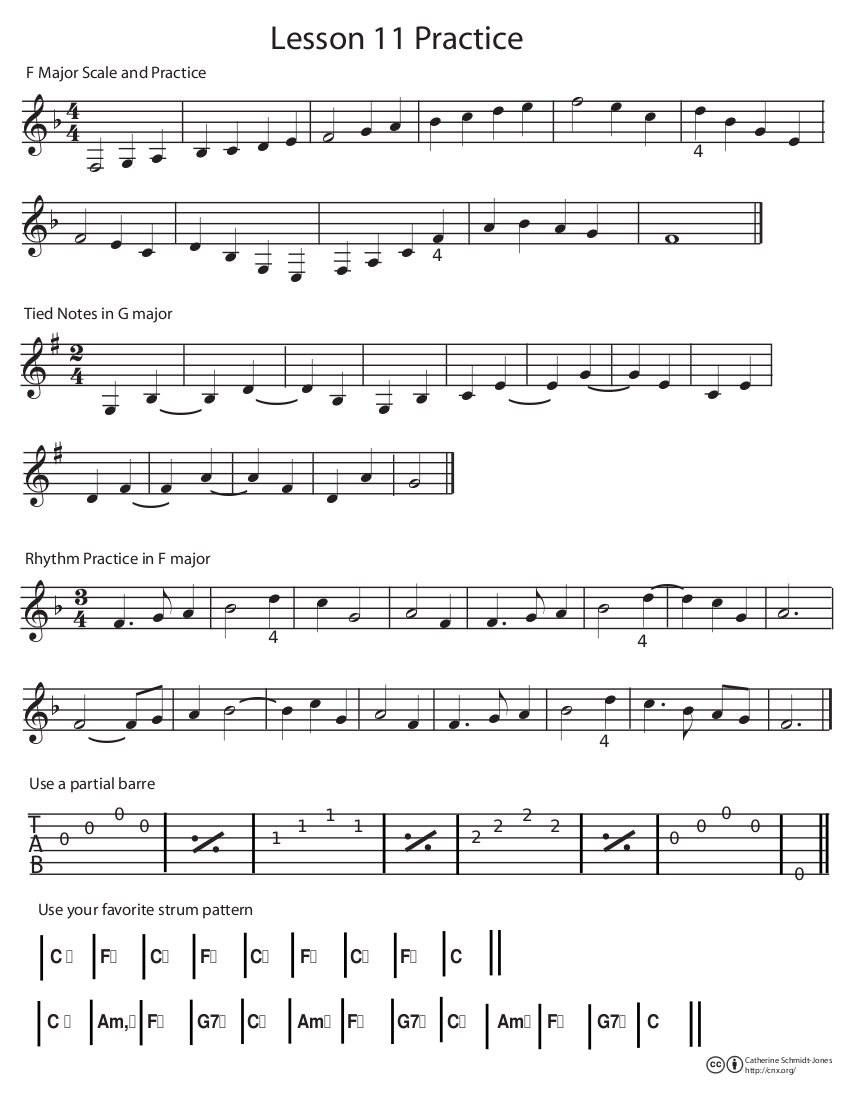 Lesson 11 Practice
F Major Scale and Practice
4
4
4
4
Tied Notes in G major
2
4
Rhythm Practice in F major
3
4
4 4
4
Use a partial barre
T
A
B
0 0 0 0 1 1 1 1 2 2 2 2 0 0 0 0 0
Use your favorite strum pattern
C F C F C F C F C
C Am, F G7 C Am F G7 C Am F G7 C
cc Catherine Schmidt-Jones
http://cnx.org/